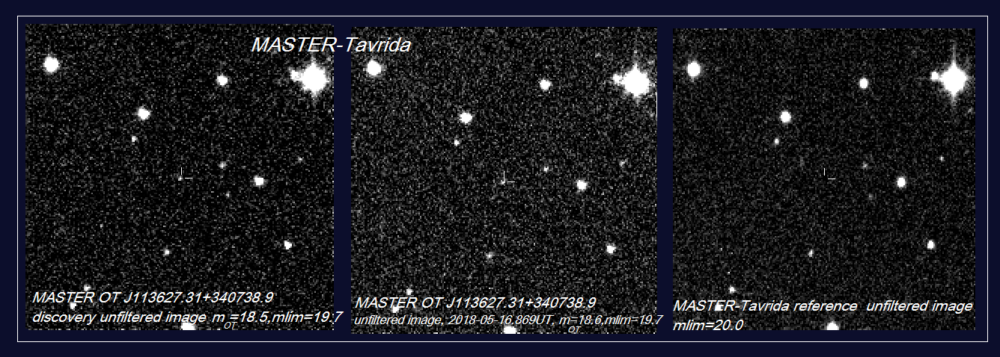 MASTER-Tavrida
MASTER OT J113627.31+340738.9
discovery unfiltered image m_OT=18.5,mlim=19.7
MASTER OT J113627.31+340738.9
unfiltered image, 2018-05-16.869UT, m_OT=18.6,mlim=19.7
MASTER-Tavrida reference unfiltered image
mlim=20.0